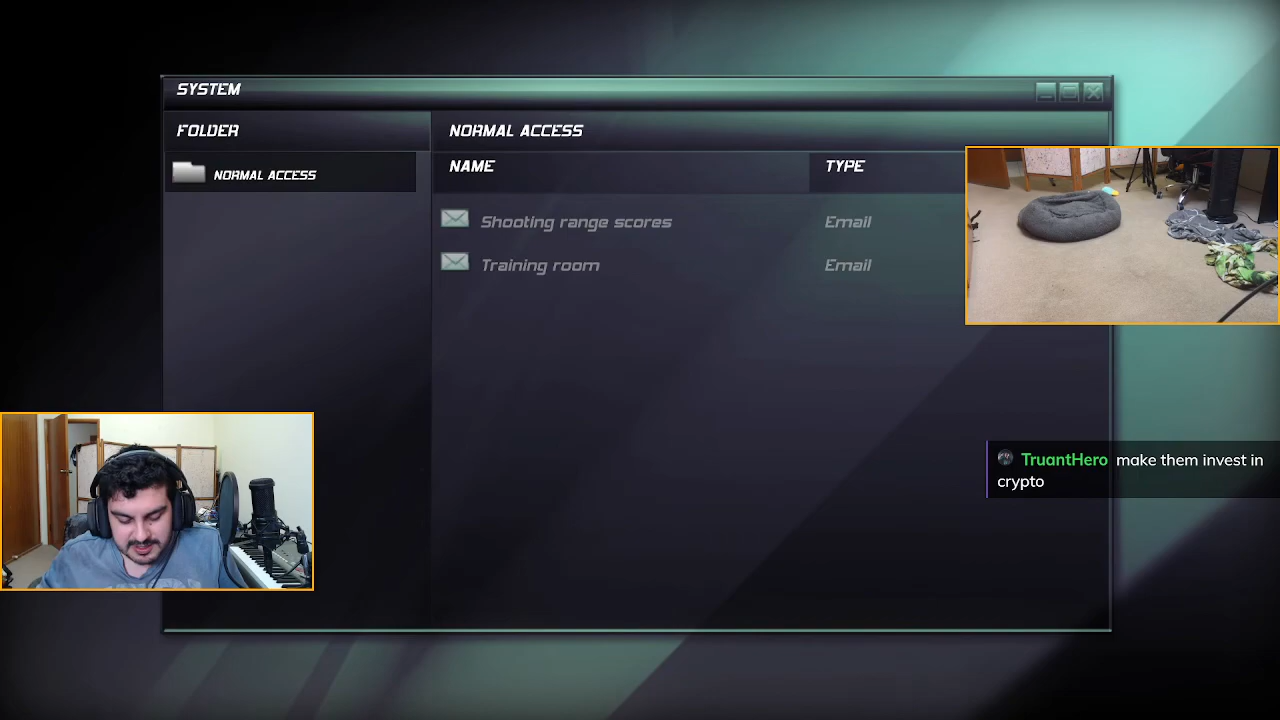 SYSTEM
FOLDER
NORMAL ACCESS
NORMAL ACCESS
NAME
TYPE
Shooting range scores
Email
Training room
Email
TruantHero make them invest in
crypto